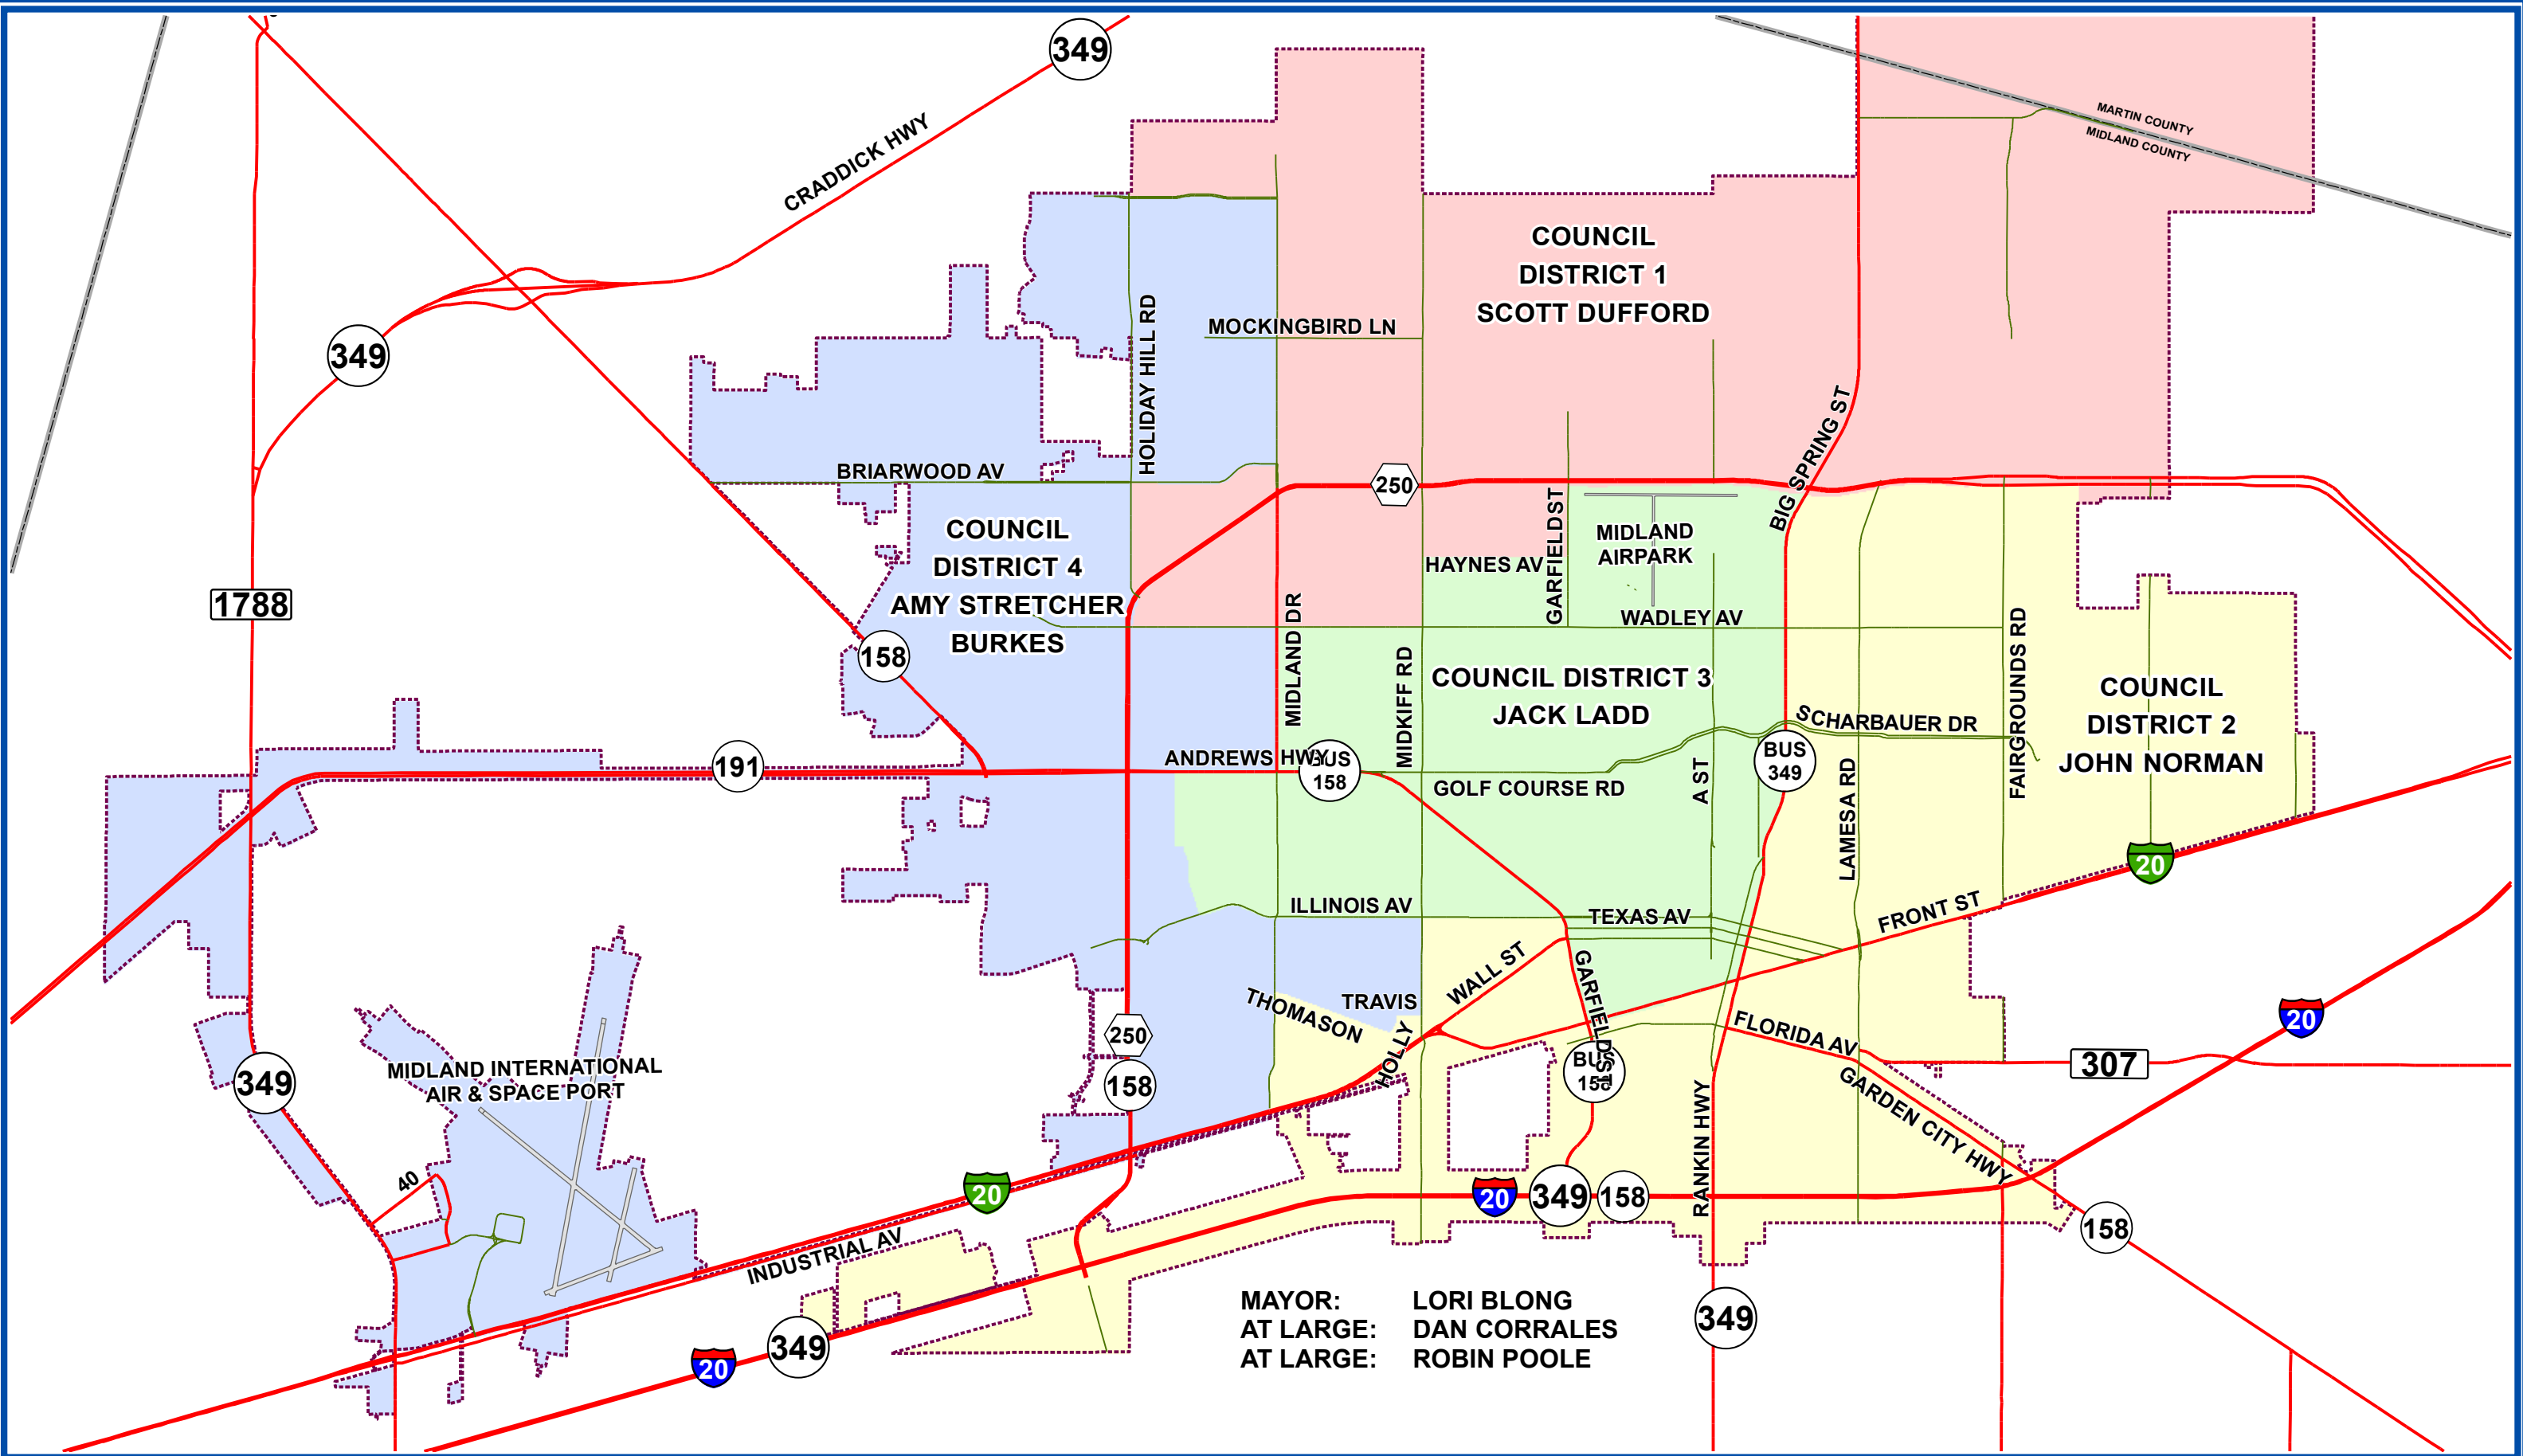 349
CRADDICK HWY
MARTIN COUNTY
MIDLAND COUNTY
COUNCIL
DISTRICT 1
SCOTT DUFFORD
349
HOLIDAY HILL RD
MOCKINGBIRD LN
BIG SPRING ST
BRIARWOOD AV
250
COUNCIL
DISTRICT 4
AMY STRETCHER
BURKES
GARFIELD ST
MIDLAND
AIRPARK
HAYNES AV
WADLEY AV
1788
158
MIDLAND DR
MIDKIFF RD
COUNCIL DISTRICT 3
JACK LADD
FAIRGROUNDS RD
COUNCIL
DISTRICT 2
JOHN NORMAN
SCHARBAUER DR
191
ANDREWS HWY
BUS
158
GOLF COURSE RD
A ST
BUS
349
LAMESA RD
20
ILLINOIS AV
TEXAS AV
FRONT ST
WALL ST
GARFIELD ST
THOMASON
TRAVIS
HOLLY
20
FLORIDA AV
250
158
BUS
158
307
349
MIDLAND INTERNATIONAL
AIR & SPACE PORT
RANKIN HWY
GARDEN CITY HWY
40
20
20
349
158
158
INDUSTRIAL AV
349
20
349
MAYOR: LORI BLONG
AT LARGE: DAN CORRALES
AT LARGE: ROBIN POOLE